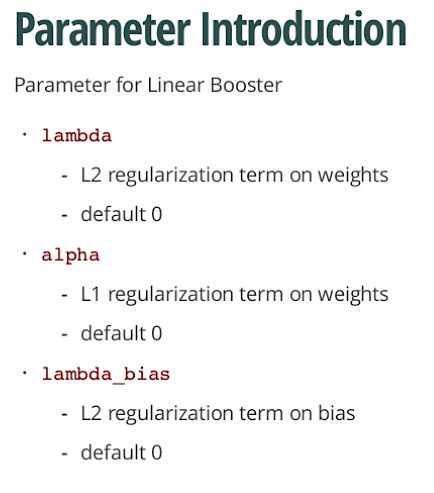 Parameter Introduction
Parameter for Linear Booster
· lambda
- L2 regularization term on weights
- default 0
· alpha
- L1 regularization term on weights
- default 0
· lambda_bias
- L2 regularization term on bias
- default 0